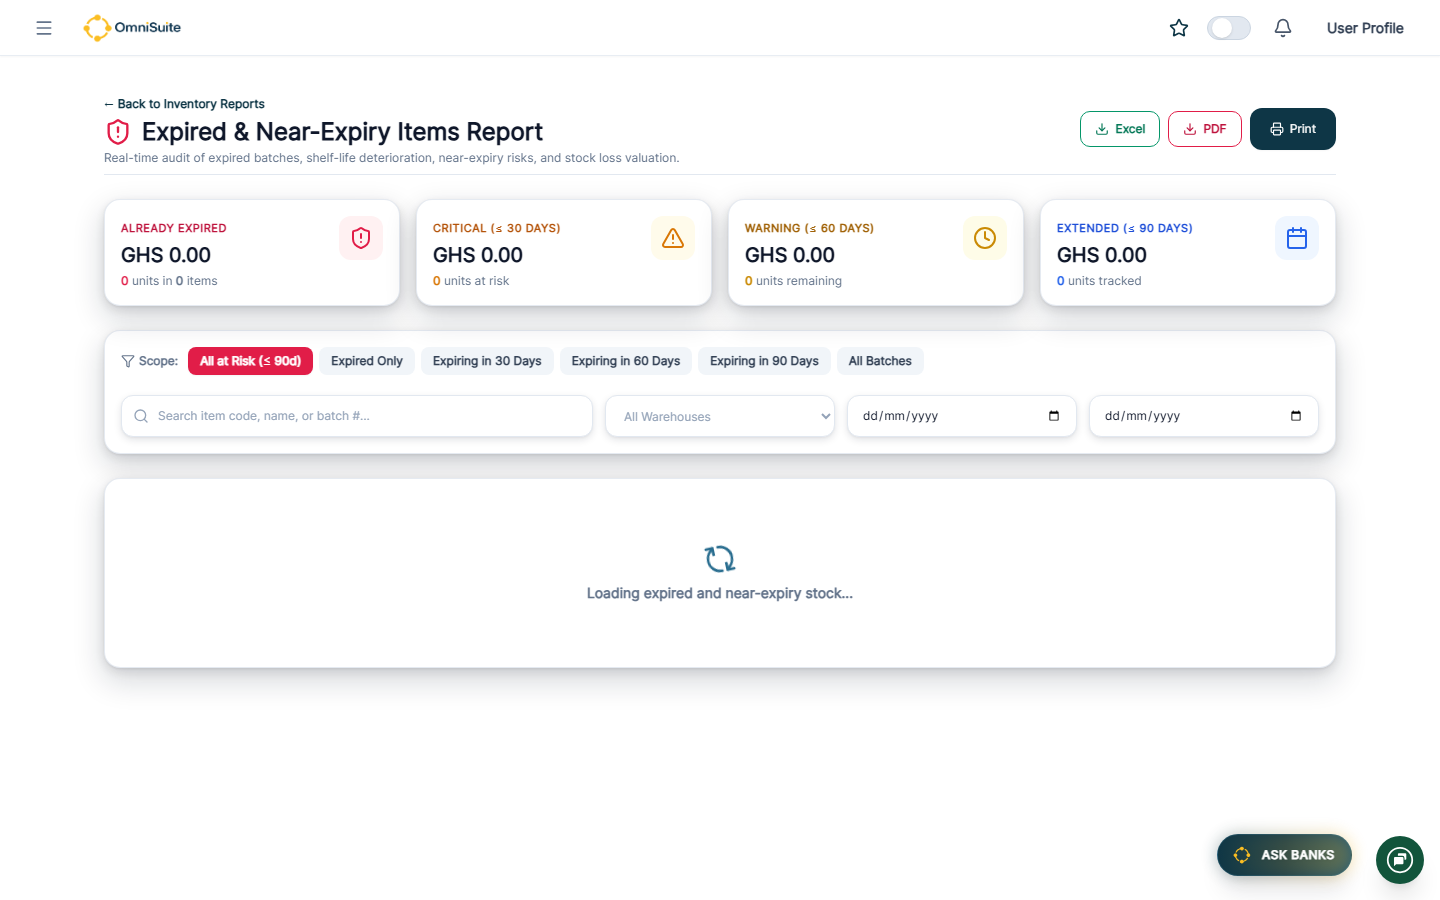 OmniSuite
User Profile
← Back to Inventory Reports
Expired & Near-Expiry Items Report
Real-time audit of expired batches, shelf-life deterioration, near-expiry risks, and stock loss valuation.
Excel
PDF
Print
ALREADY EXPIRED
GHS 0.00
0 units in 0 items
CRITICAL (≤ 30 DAYS)
GHS 0.00
0 units at risk
WARNING (≤ 60 DAYS)
GHS 0.00
0 units remaining
EXTENDED (≤ 90 DAYS)
GHS 0.00
0 units tracked
Scope:
All at Risk (≤ 90d)
Expired Only
Expiring in 30 Days
Expiring in 60 Days
Expiring in 90 Days
All Batches
Search item code, name, or batch #...
All Warehouses
dd/mm/yyyy
dd/mm/yyyy
Loading expired and near-expiry stock...
ASK BANKS